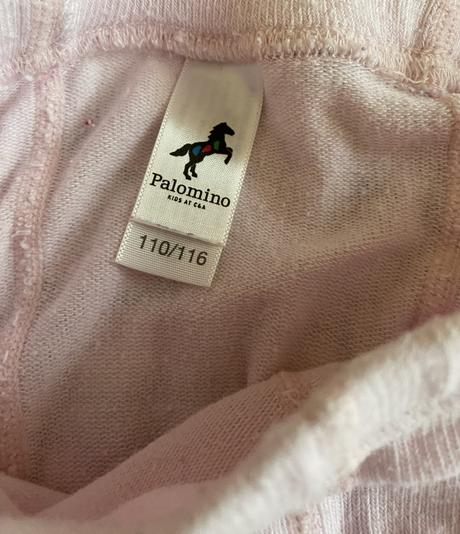 Palomino
KIDS AT C&A
110/116